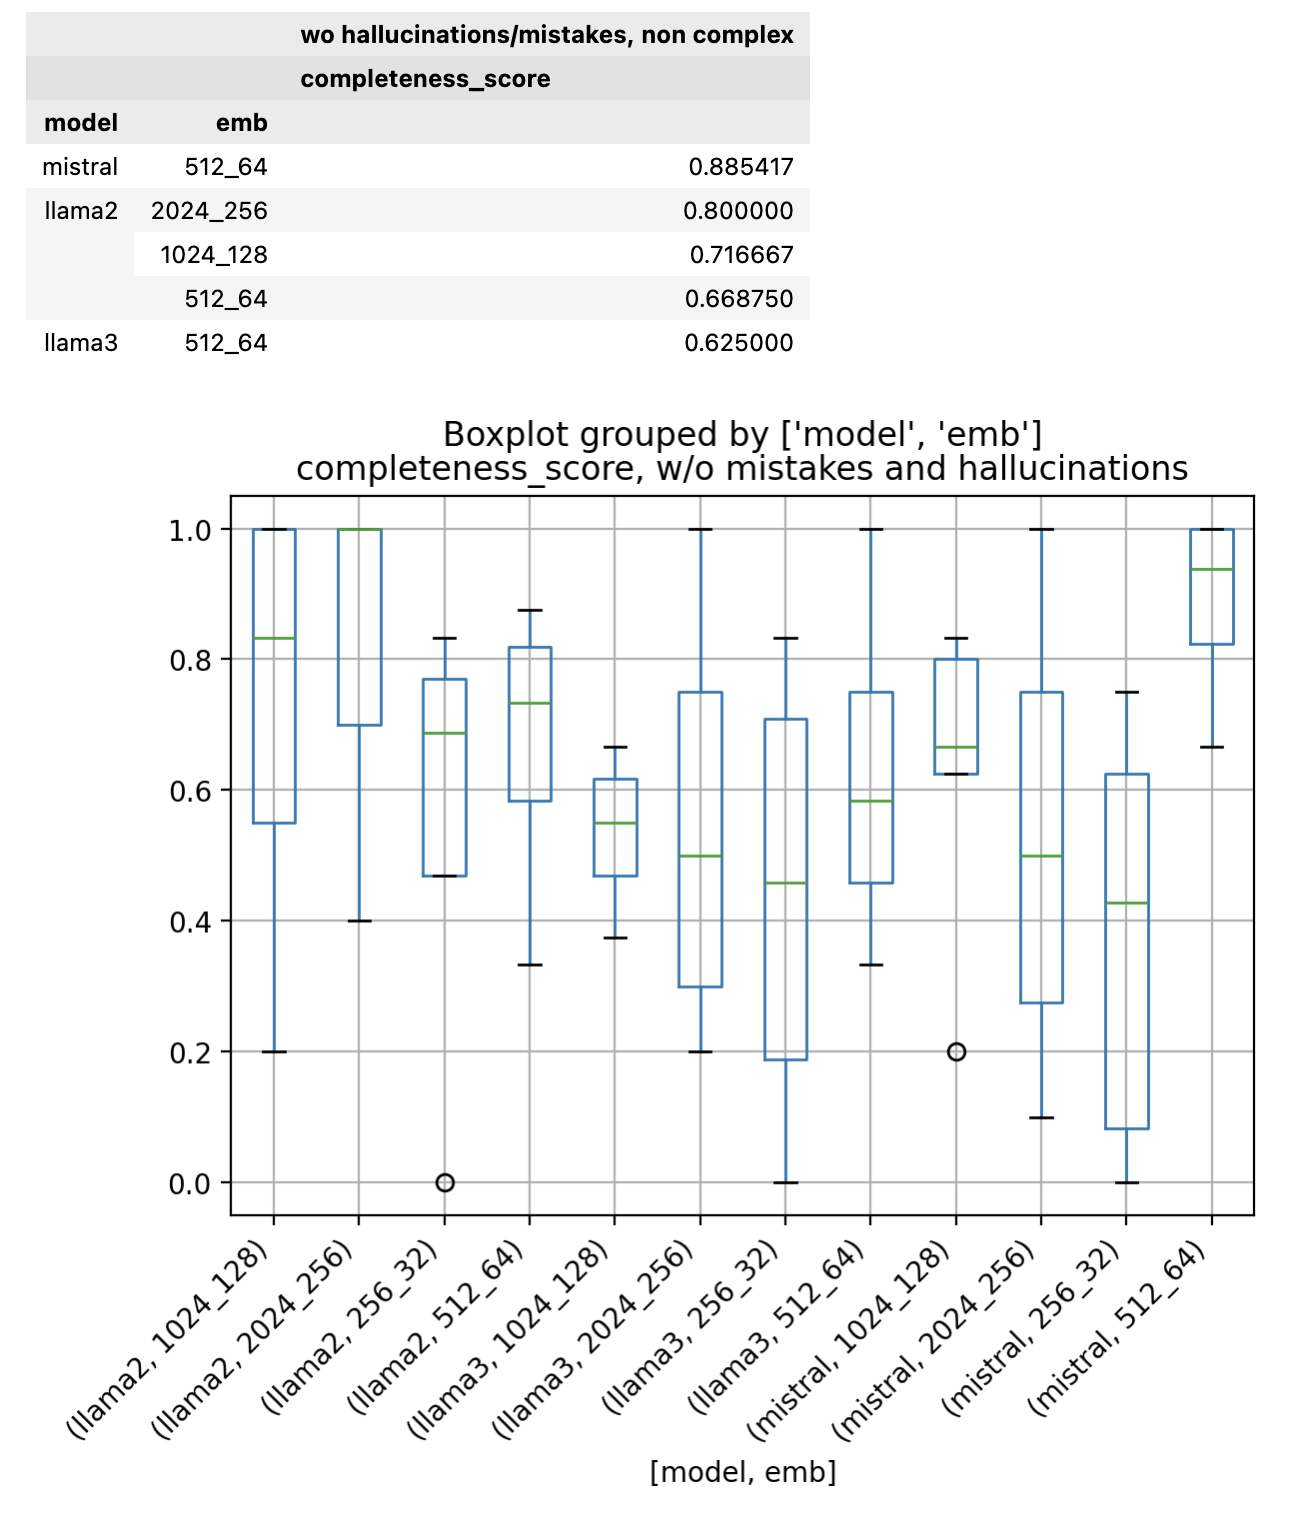 wo hallucinations/mistakes, non complex
completeness_score
model emb
mistral 512_64 0.885417
llama2 2024_256 0.800000
1024_128 0.716667
512_64 0.668750
llama3 512_64 0.625000
Boxplot grouped by ['model', 'emb']
completeness_score, w/o mistakes and hallucinations
1.0
0.8
0.6
0.4
0.2
0.0
(llama2, 1024_128)
(llama2, 2024_256)
(llama2, 256_32)
(llama2, 512_64)
(llama3, 1024_128)
(llama3, 2024_256)
(llama3, 256_32)
(llama3, 512_64)
(mistral, 1024_128)
(mistral, 2024_256)
(mistral, 256_32)
(mistral, 512_64)
[model, emb]